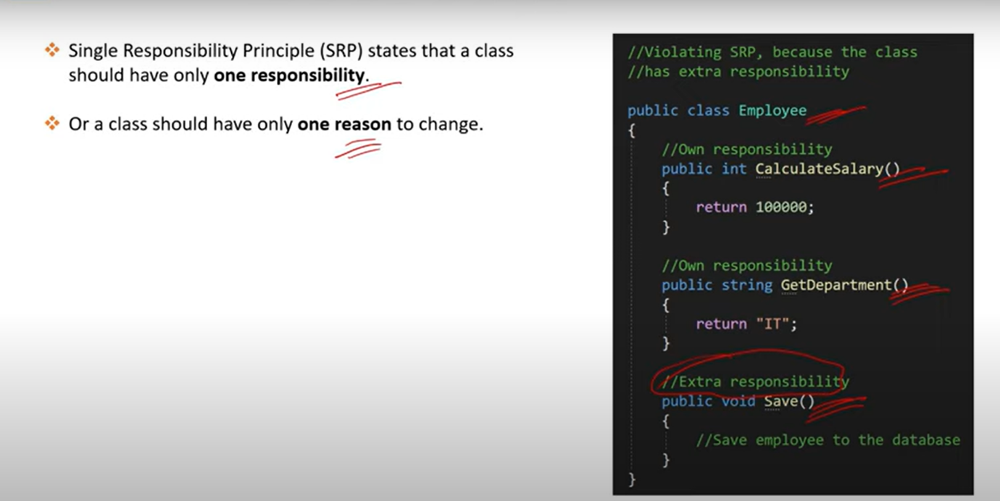 Single Responsibility Principle (SRP) states that a class
should have only one responsibility.
Or a class should have only one reason to change.
//Violating SRP, because the class
//has extra responsibility
public class Employee
{
//Own responsibility
public int CalculateSalary()
{
return 100000;
}
//Own responsibility
public string GetDepartment()
{
return "IT";
}
//Extra responsibility
public void Save()
{
//Save employee to the database
}
}